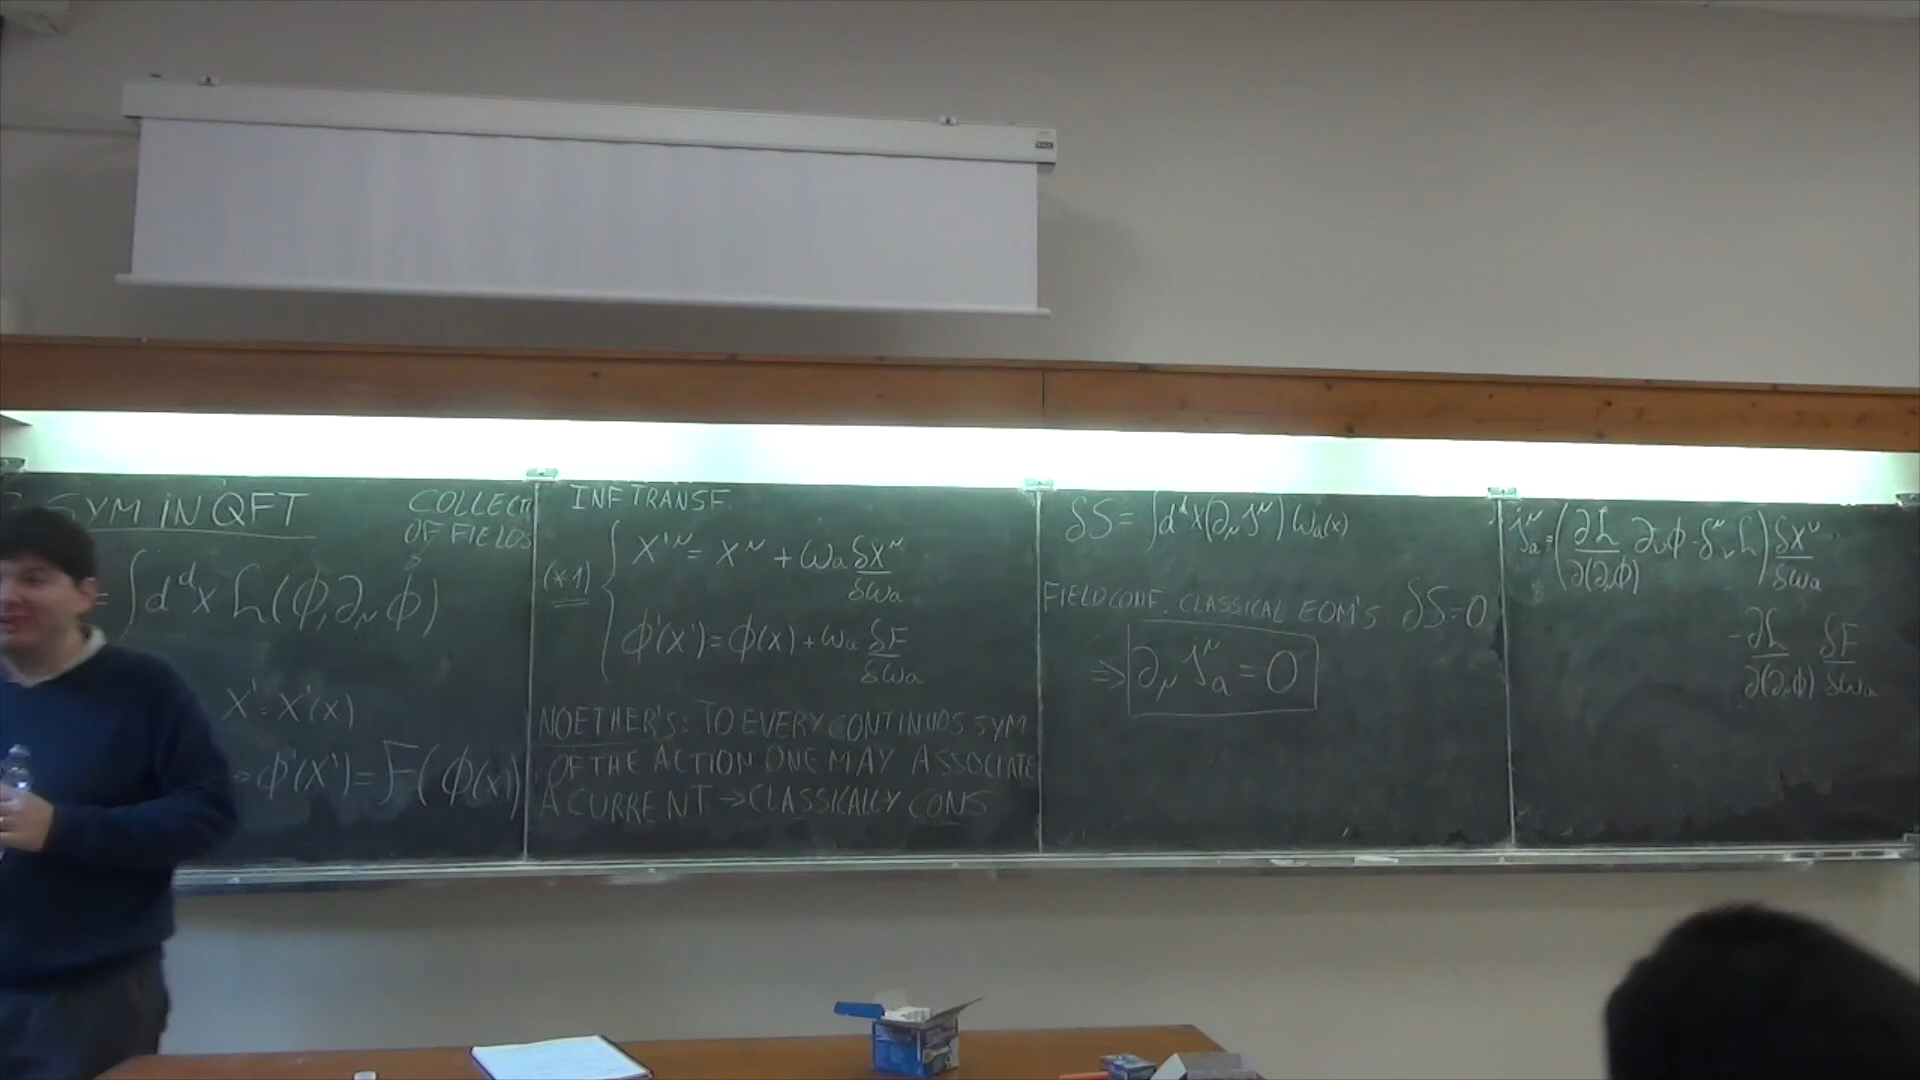 SYM IN QFT
COLLECT
OF FIELDS
= ∫d^d x L(ϕ,∂_μ ϕ)
X' = X'(x)
ϕ'(X') = F(ϕ(x))
INF TRANSF.
(*1) { X'^μ = X^μ + ω_a δX^μ/δω_a
ϕ'(X') = ϕ(x) + ω_a δF/δω_a
NOETHER'S: TO EVERY CONTINUOS SYM
OF THE ACTION ONE MAY ASSOCIATE
A CURRENT → CLASSICALLY CONS
δS = ∫d^d x (∂_μ j^μ) ω_a(x)
FIELD CONF. CLASSICAL EOM'S δS=0
⇒ ∂_μ j^μ_a = 0
j^μ_a = (∂L/∂(∂_μ ϕ) ∂_ν ϕ - δ^μ_ν L) δX^ν/δω_a
- ∂L/∂(∂_μ ϕ) δF/δω_a